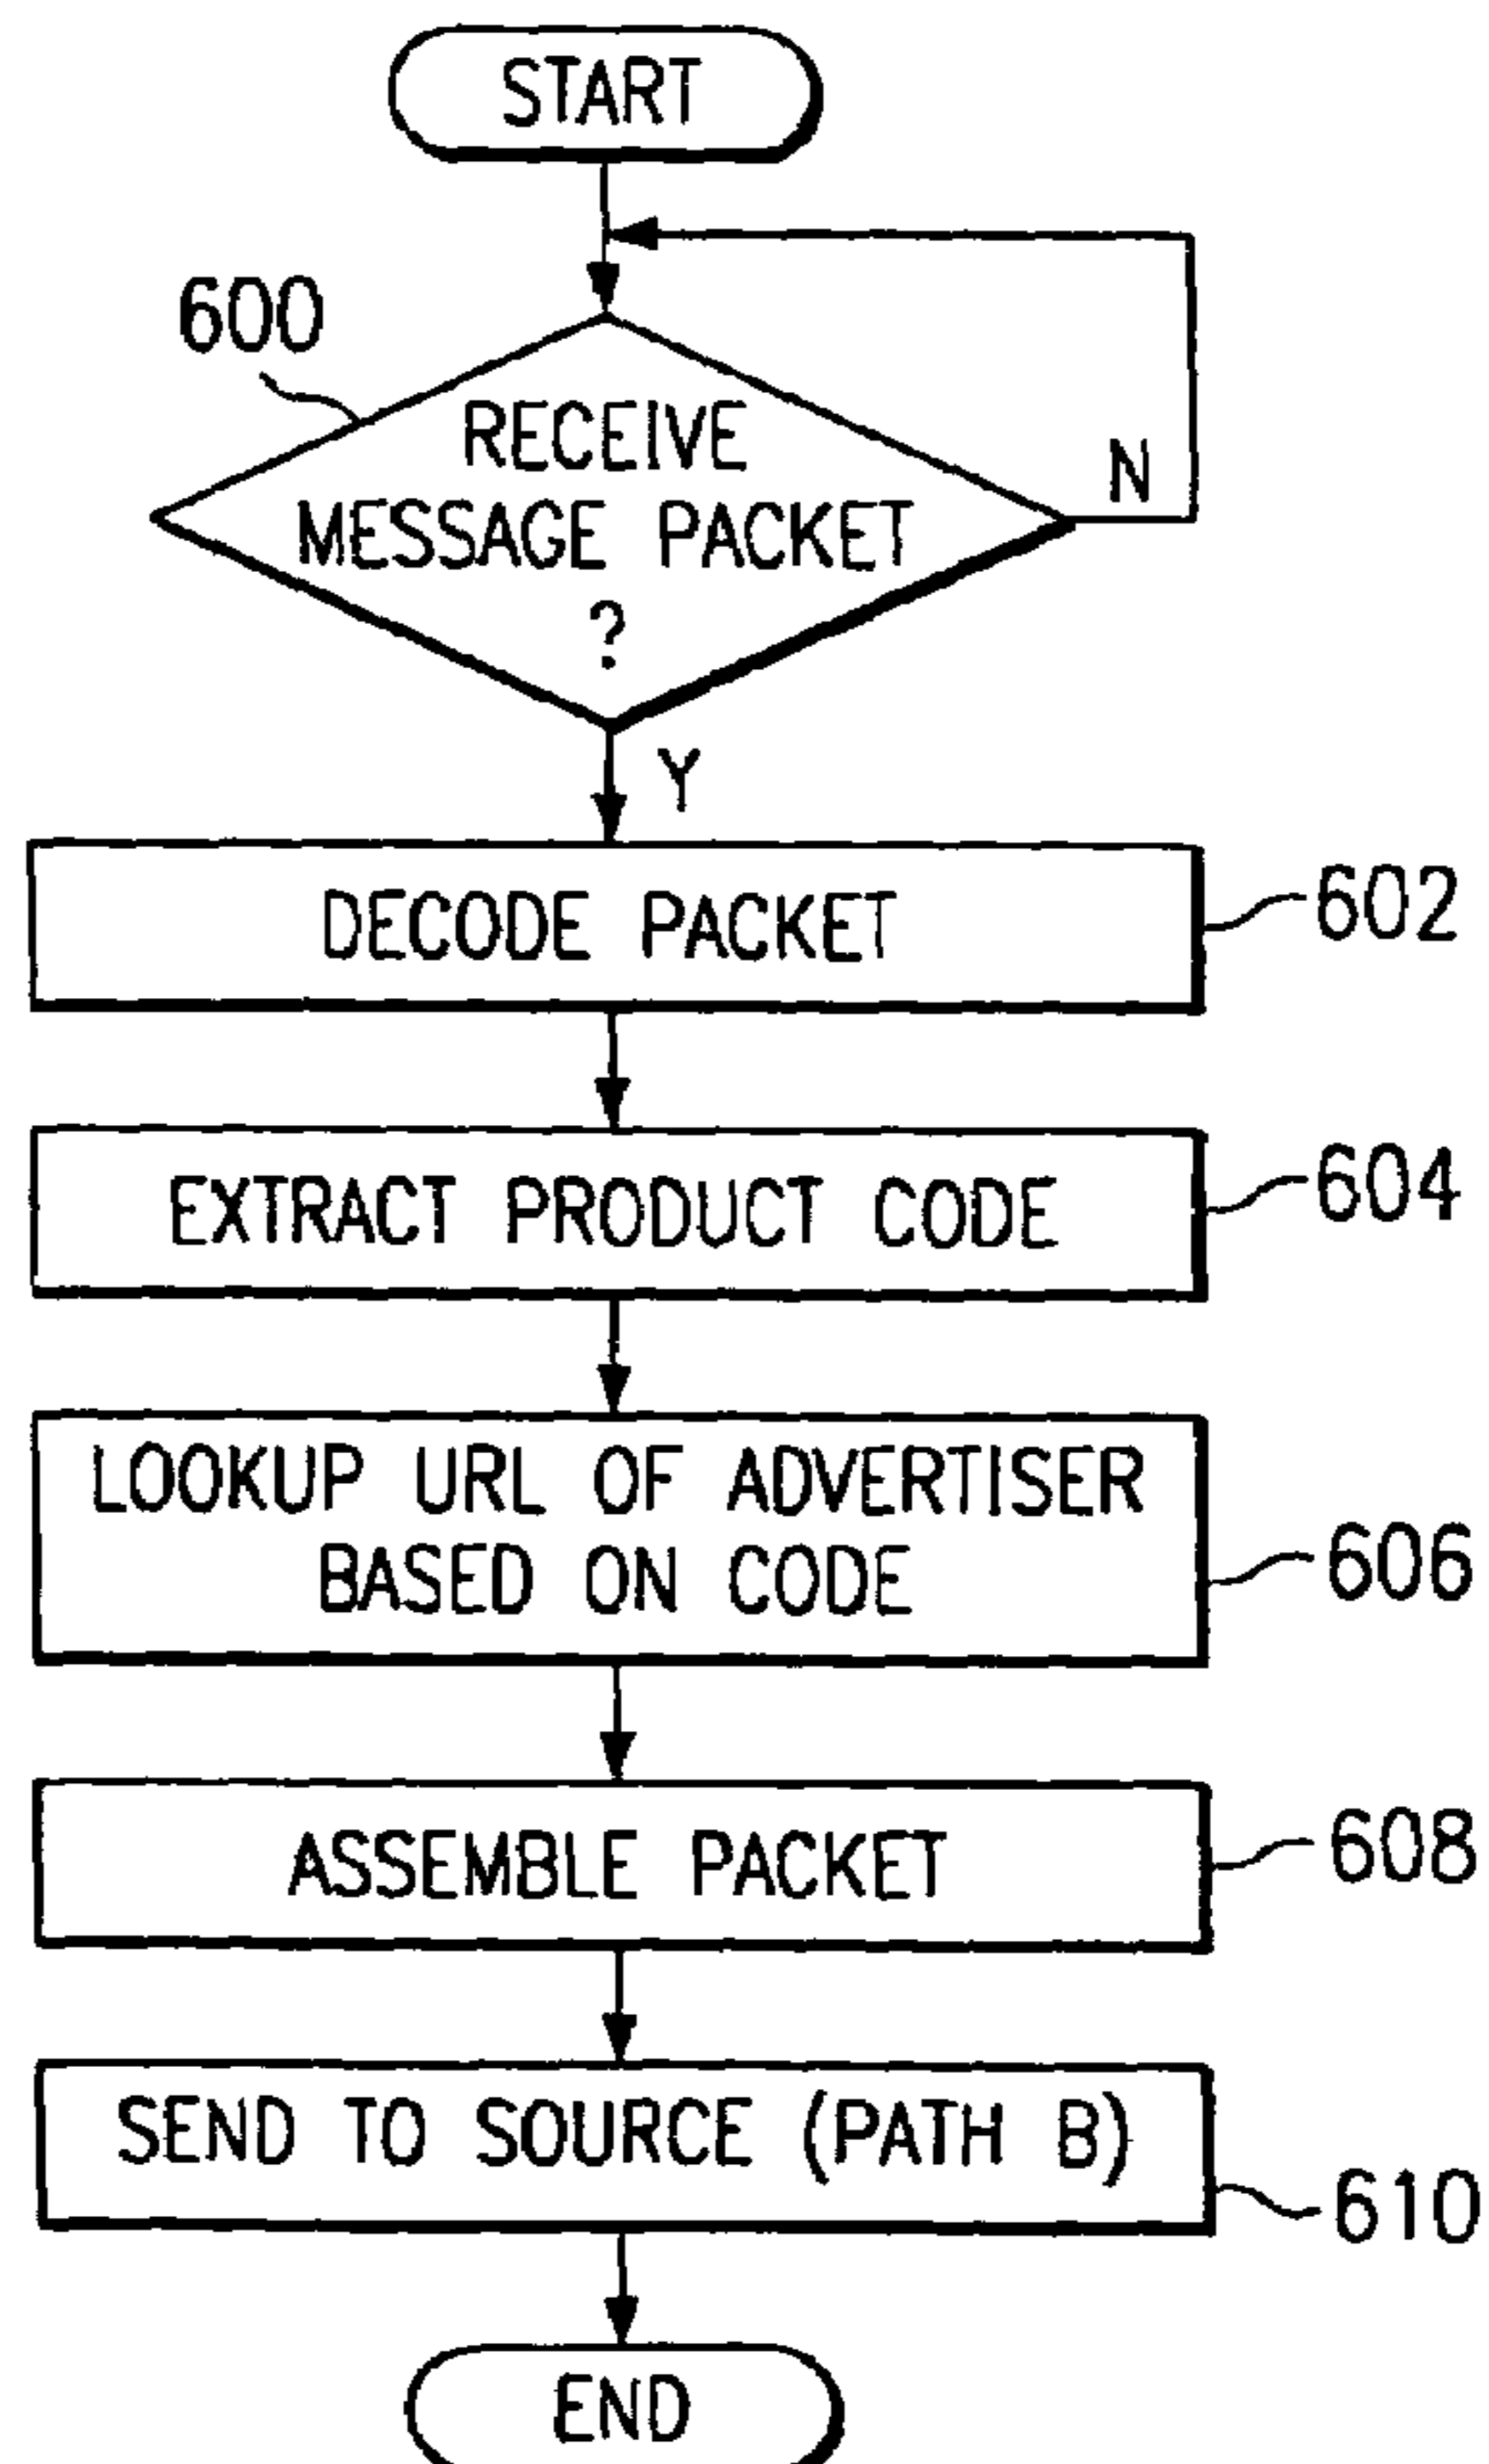 START
600
RECEIVE
MESSAGE PACKET
?
N
Y
DECODE PACKET
602
EXTRACT PRODUCT CODE
604
LOOKUP URL OF ADVERTISER
BASED ON CODE
606
ASSEMBLE PACKET
608
SEND TO SOURCE (PATH B)
610
END